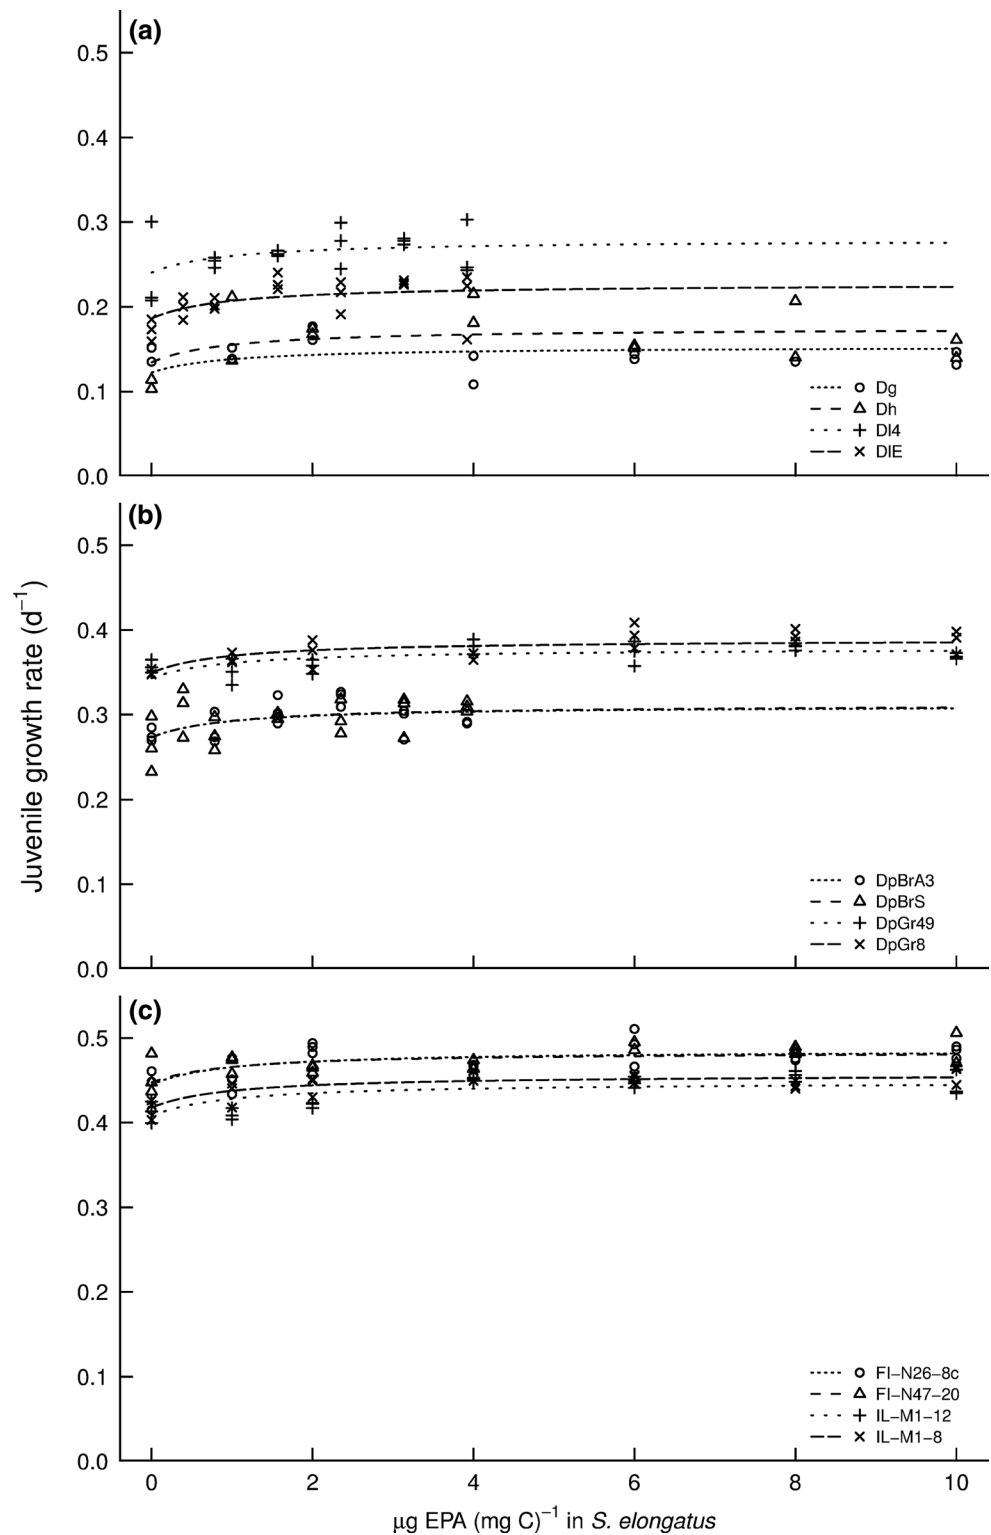 (a)
0.5
0.4
0.3
0.2
0.1
0.0
Dg
Dh
Dl4
DlE
(b)
0.5
0.4
0.3
0.2
0.1
0.0
DpBrA3
DpBrS
DpGr49
DpGr8
Juvenile growth rate (d⁻¹)
(c)
0.5
0.4
0.3
0.2
0.1
0.0
FI−N26−8c
FI−N47−20
IL−M1−12
IL−M1−8
0 2 4 6 8 10
µg EPA (mg C)⁻¹ in S. elongatus